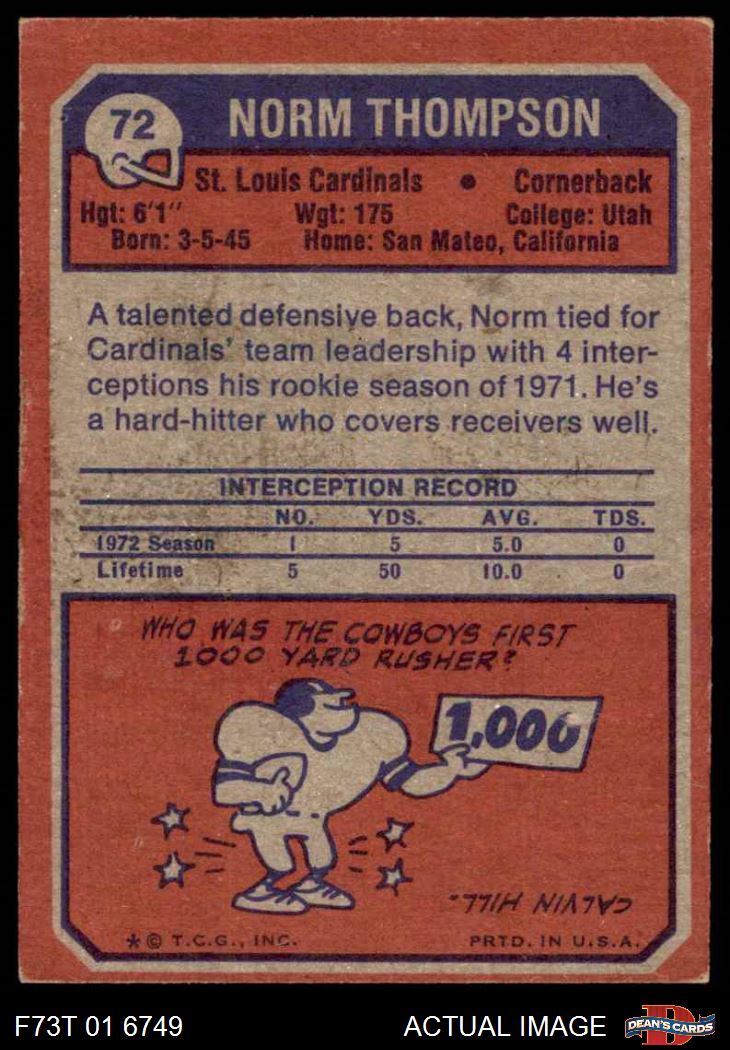 72
NORM THOMPSON
St. Louis Cardinals • Cornerback
Hgt: 6'1" Wgt: 175 College: Utah
Born: 3-5-45 Home: San Mateo, California
A talented defensive back, Norm tied for
Cardinals' team leadership with 4 inter-
ceptions his rookie season of 1971. He's
a hard-hitter who covers receivers well.
INTERCEPTION RECORD
NO. YDS. AVG. TDS.
1972 Season 1 5 5.0 0
Lifetime 5 50 10.0 0
WHO WAS THE COWBOYS FIRST
1000 YARD RUSHER?
1,000
CALVIN HILL.
* © T.C.G., INC. PRTD. IN U.S.A.
F73T 01 6749 ACTUAL IMAGE D DEAN'S CARDS